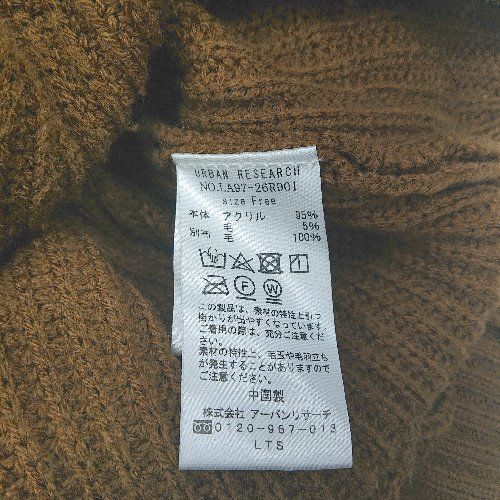 URBAN RESEARCH
NO.LA97-26R901
size Free
本体 アクリル 95%
毛 5%
別布 毛 100%
F W
この製品は、素材の特性上引っ
掛かりが出やすくなっています。
ご着用の際は、充分ご注意くだ
さい。
素材の特性上、毛玉や毛羽立ち
が発生することがありますので
ご注意ください。
中国製
株式会社 アーバンリサーチ
0120-967-013
LTS